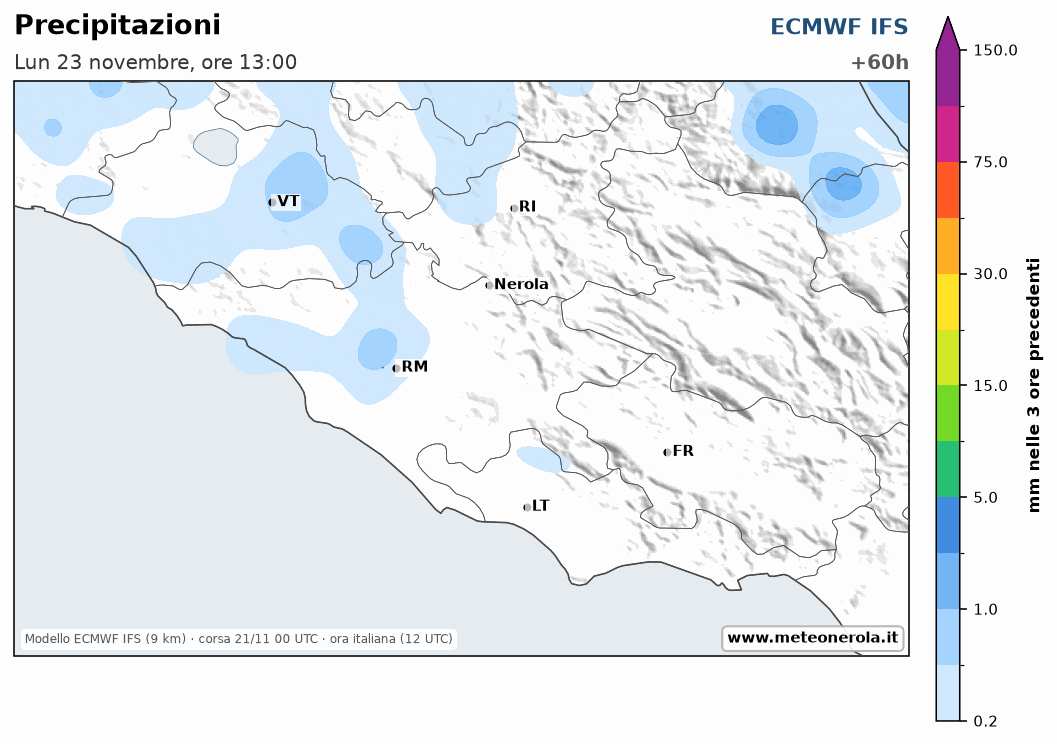 Precipitazioni
ECMWF IFS
Lun 23 novembre, ore 13:00
+60h
150.0
75.0
30.0
15.0
5.0
1.0
0.2
mm nelle 3 ore precedenti
VT
RI
Nerola
RM
FR
LT
Modello ECMWF IFS (9 km) · corsa 21/11 00 UTC · ora italiana (12 UTC)
www.meteonerola.it